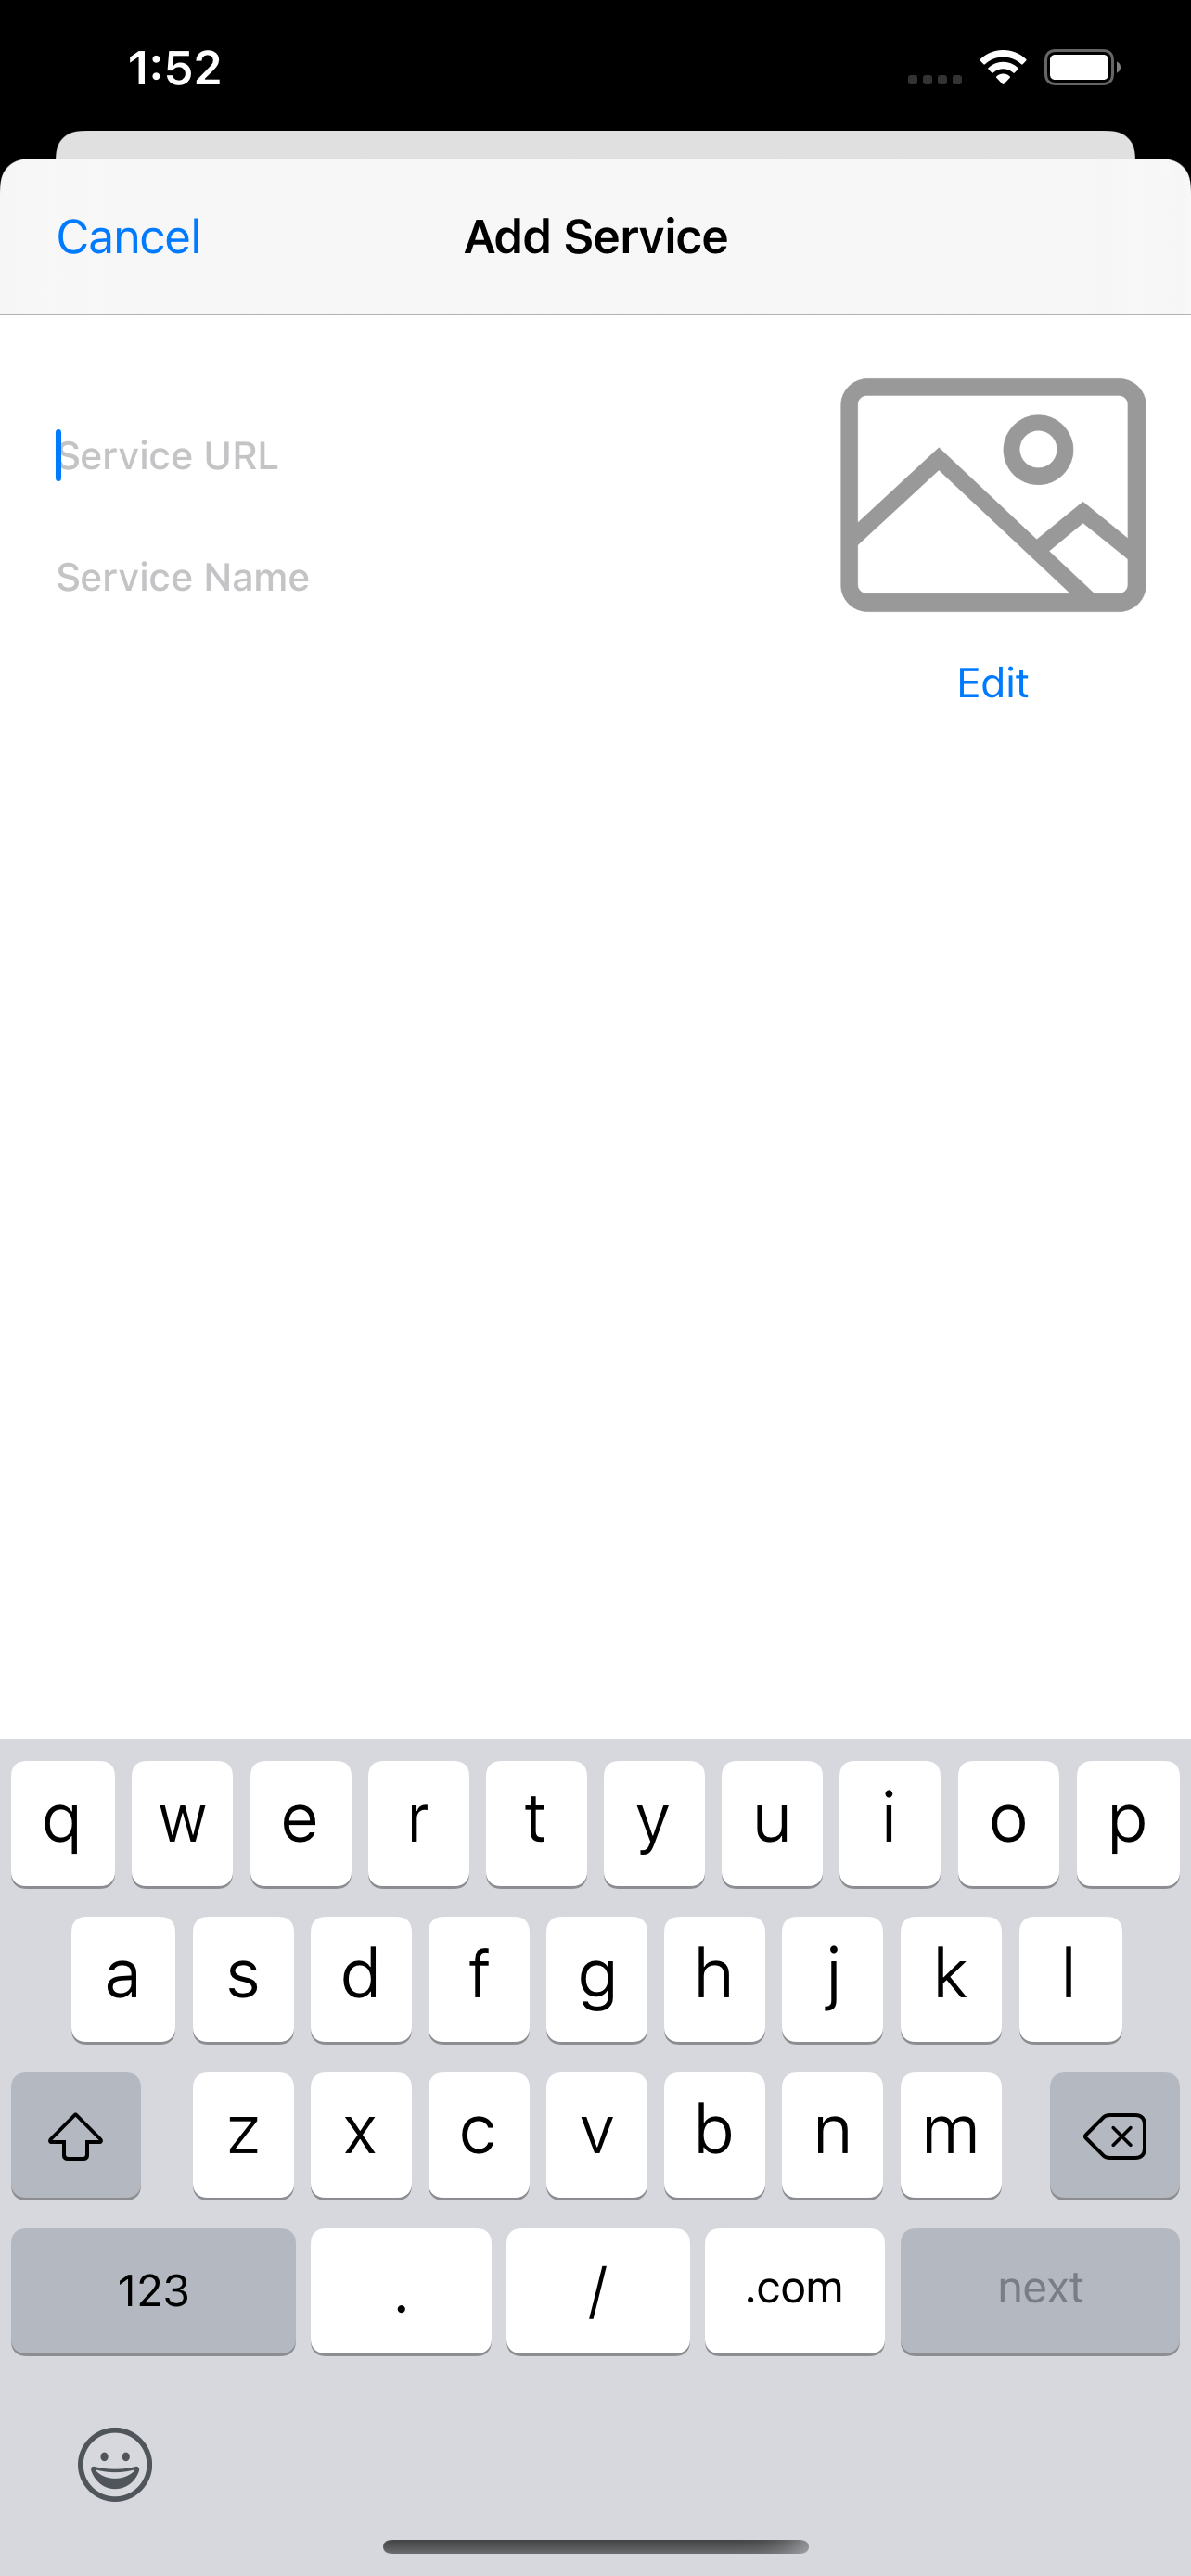 1:52
Cancel Add Service
Service URL
Service Name
Edit
q w e r t y u i o p
a s d f g h j k l
z x c v b n m
123 . / .com next